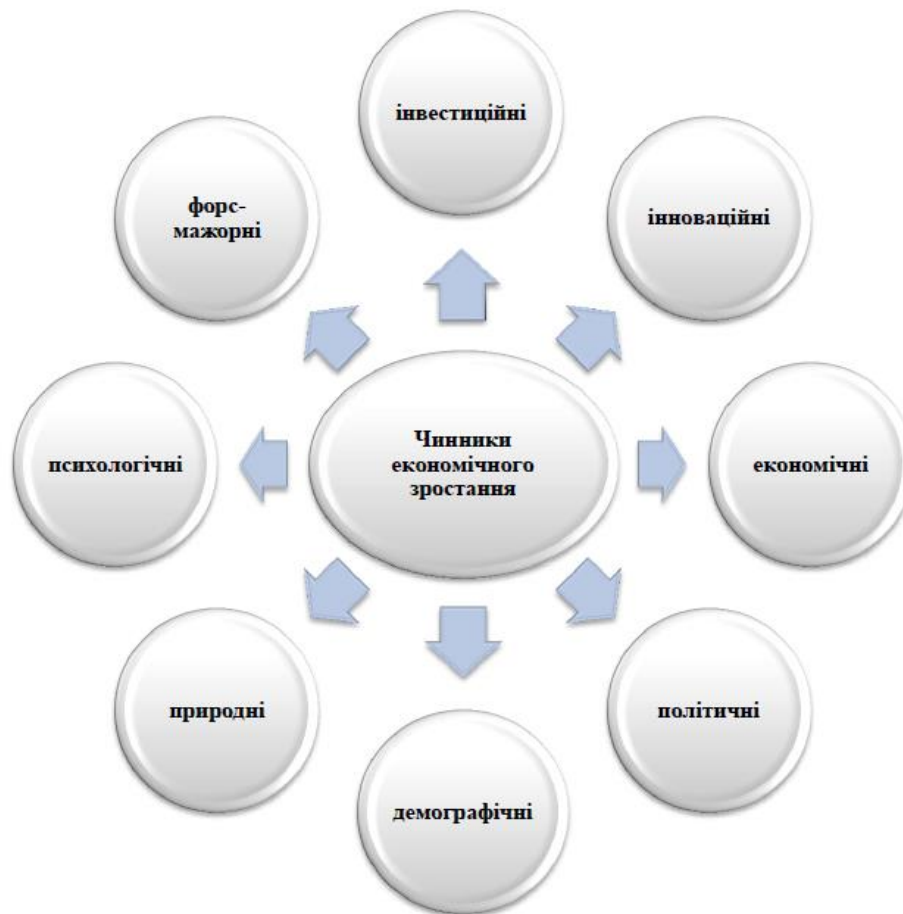 інвестиційні
форс-
мажорні
інноваційні
психологічні
Чинники
економічного
зростання
економічні
природні
політичні
демографічні